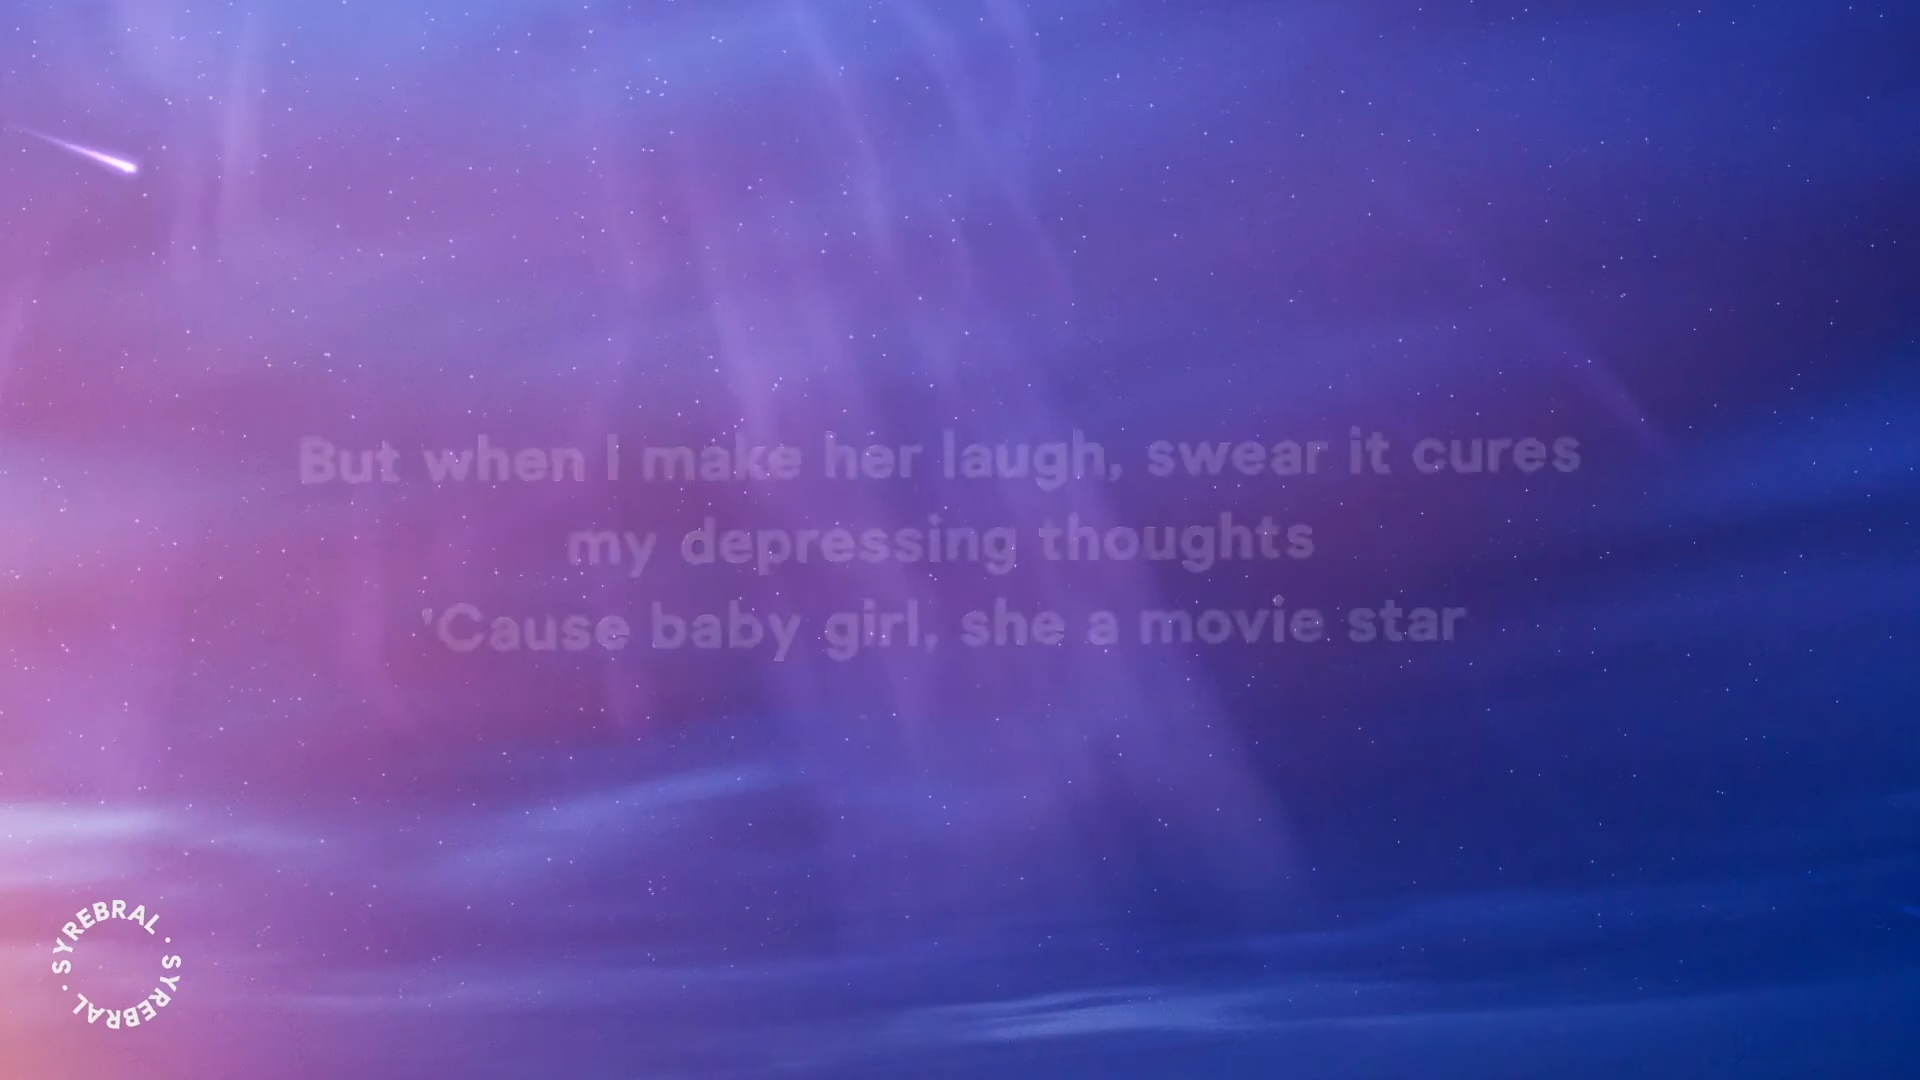 But when I make her laugh, swear it cures
my depressing thoughts
'Cause baby girl, she a movie star
SYREBRAL · SYREBRAL ·